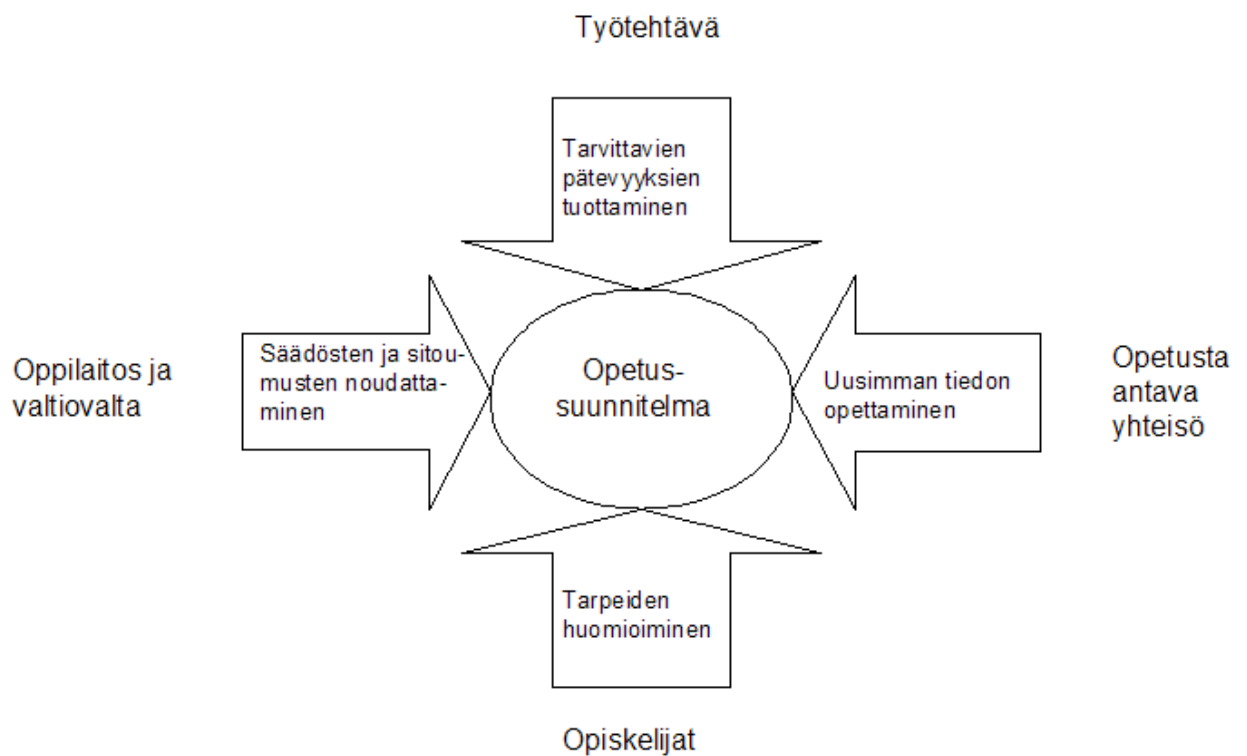 Työtehtävä
Tarvittavien
pätevyyksien
tuottaminen
Oppilaitos ja
valtiovalta
Säädösten ja sitou-
musten noudatta-
minen
Opetus-
suunnitelma
Uusimman tiedon
opettaminen
Opetusta
antava
yhteisö
Tarpeiden
huomioiminen
Opiskelijat